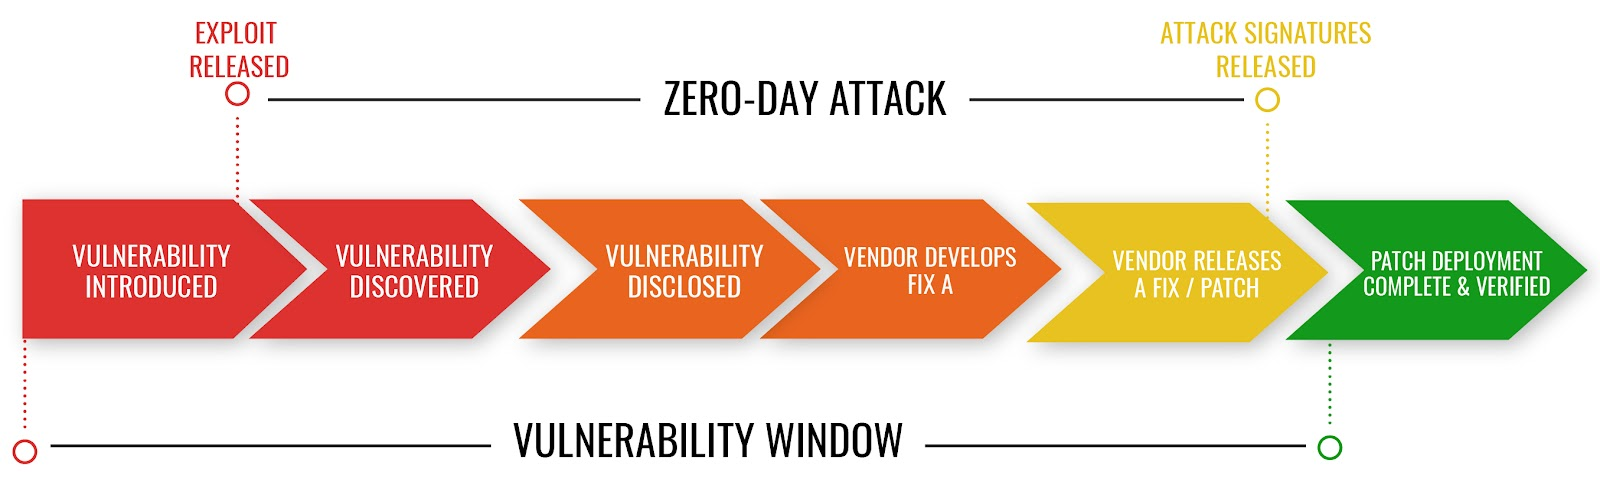 EXPLOIT
RELEASED
ATTACK SIGNATURES
RELEASED
ZERO-DAY ATTACK
VULNERABILITY
INTRODUCED
VULNERABILITY
DISCOVERED
VULNERABILITY
DISCLOSED
VENDOR DEVELOPS
FIX A
VENDOR RELEASES
A FIX / PATCH
PATCH DEPLOYMENT
COMPLETE & VERIFIED
VULNERABILITY WINDOW